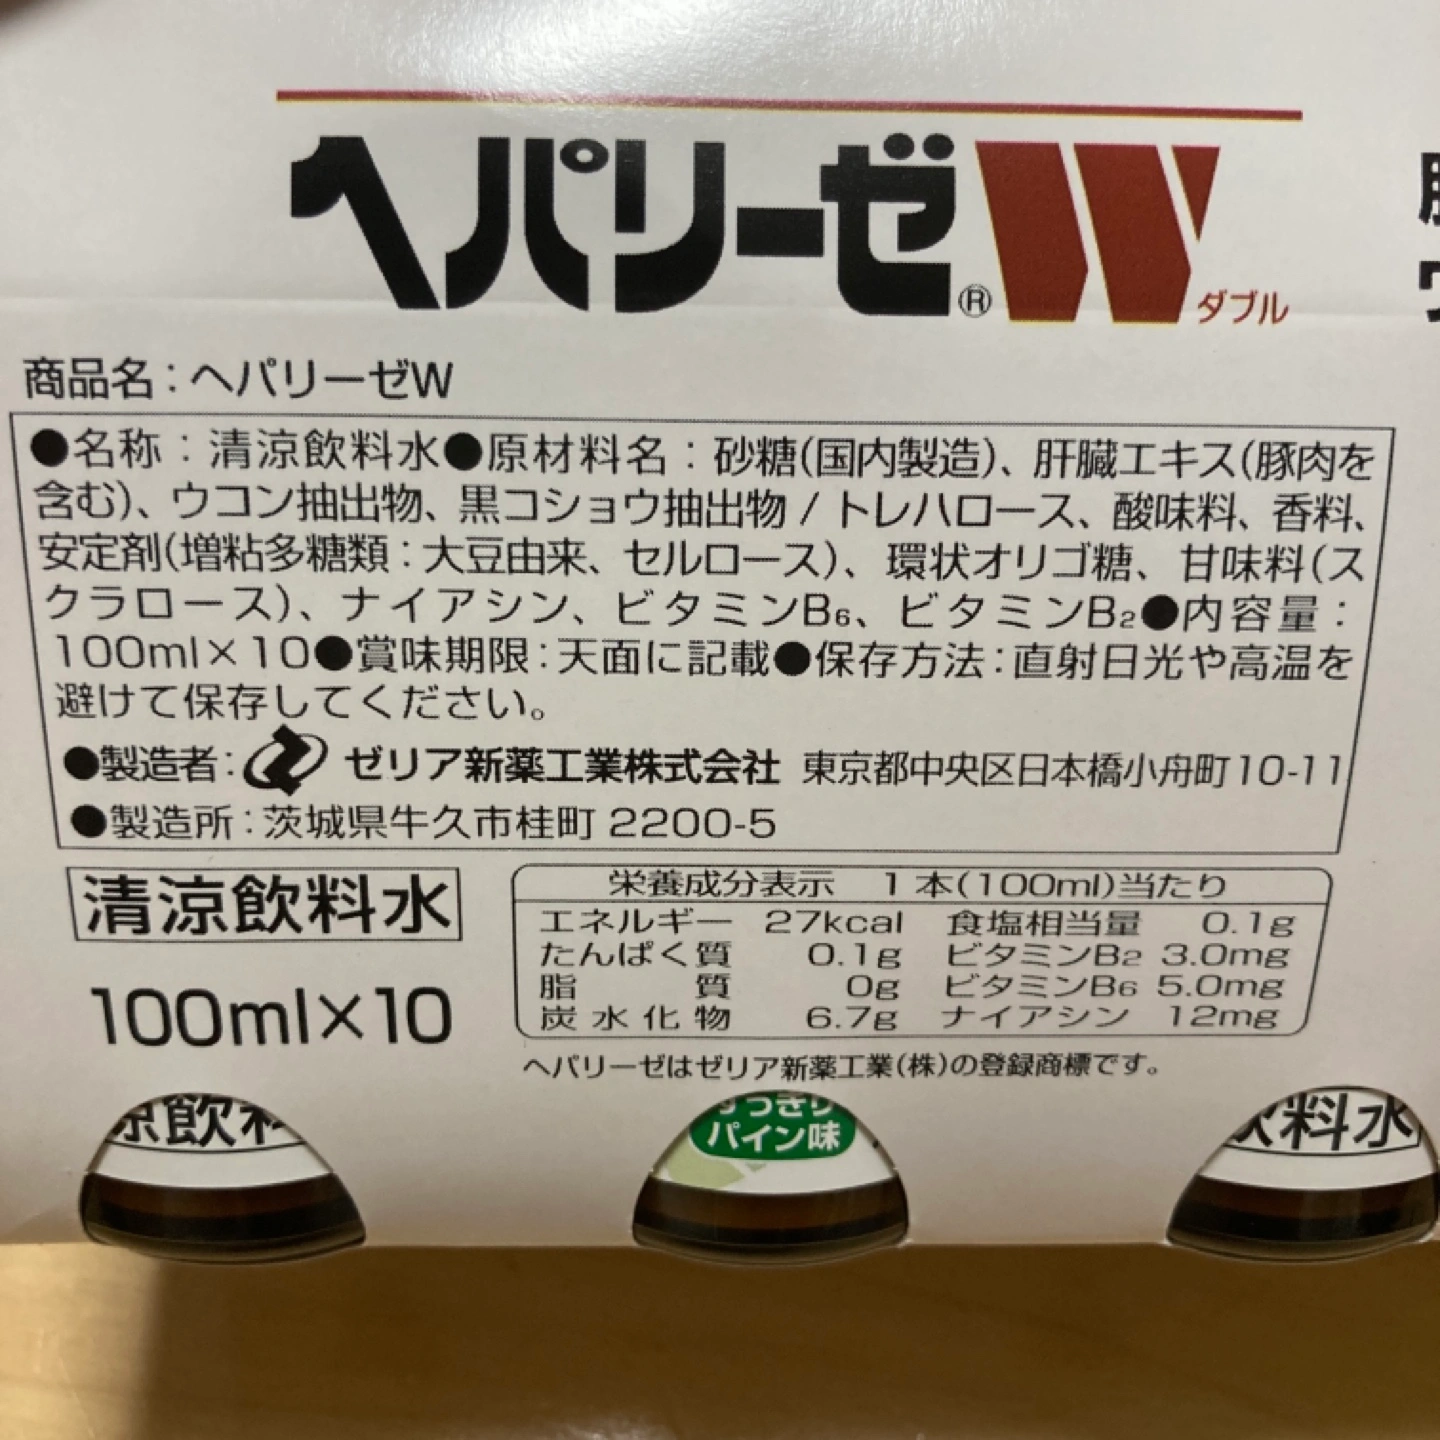 ヘパリーゼ®W ダブル
商品名：ヘパリーゼW
●名称：清涼飲料水●原材料名：砂糖(国内製造)、肝臓エキス(豚肉を
含む)、ウコン抽出物、黒コショウ抽出物/トレハロース、酸味料、香料、
安定剤(増粘多糖類：大豆由来、セルロース)、環状オリゴ糖、甘味料(ス
クラロース)、ナイアシン、ビタミンB6、ビタミンB2●内容量：
100ml×10●賞味期限：天面に記載●保存方法：直射日光や高温を
避けて保存してください。
●製造者：ゼリア新薬工業株式会社 東京都中央区日本橋小舟町10-11
●製造所：茨城県牛久市桂町2200-5
清涼飲料水
100ml×10
栄養成分表示 1本(100ml)当たり
エネルギー 27kcal 食塩相当量 0.1g
たんぱく質 0.1g ビタミンB2 3.0mg
脂質 0g ビタミンB6 5.0mg
炭水化物 6.7g ナイアシン 12mg
ヘパリーゼはゼリア新薬工業(株)の登録商標です。
涼飲料
すっきり
パイン味
飲料水